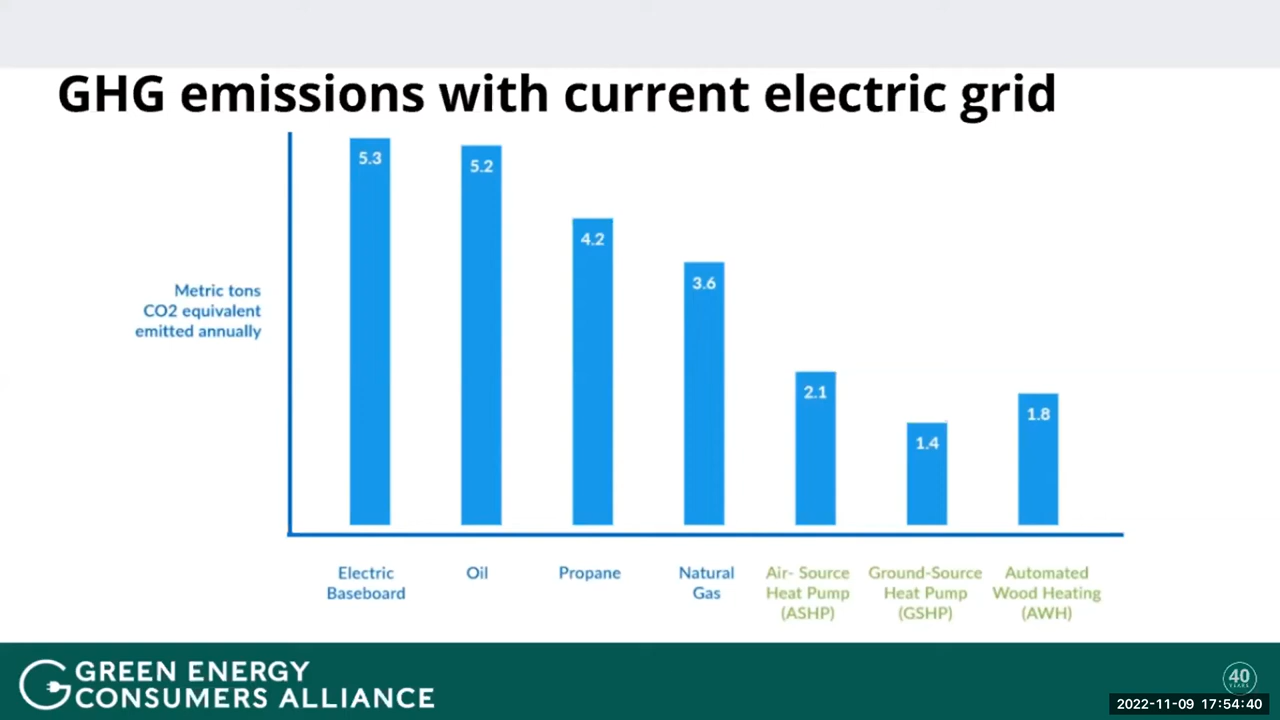 GHG emissions with current electric grid
5.3
5.2
4.2
3.6
2.1
1.4
1.8
Metric tons
CO2 equivalent
emitted annually
Electric
Baseboard
Oil
Propane
Natural
Gas
Air- Source
Heat Pump
(ASHP)
Ground-Source
Heat Pump
(GSHP)
Automated
Wood Heating
(AWH)
GREEN ENERGY
CONSUMERS ALLIANCE
40
YEARS
2022-11-09 17:54:40